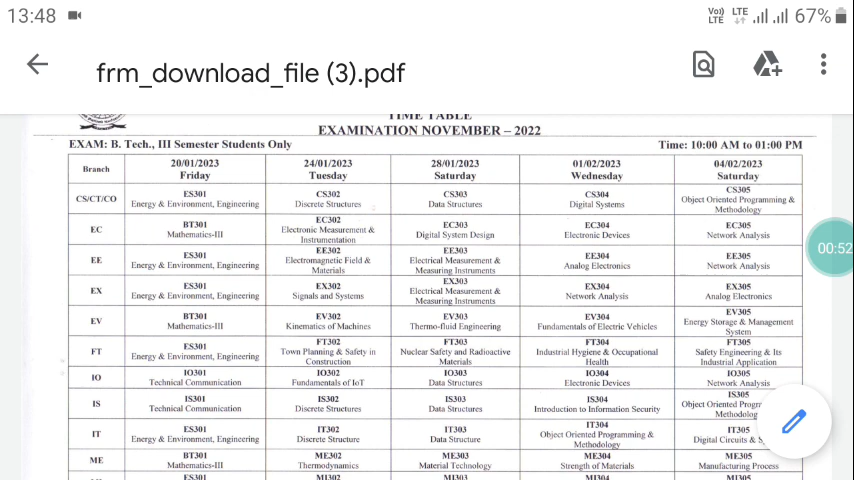 13:48
Vo) LTE
LTE
67%
frm_download_file (3).pdf
TIME TABLE
EXAMINATION NOVEMBER – 2022
EXAM: B. Tech., III Semester Students Only Time: 10:00 AM to 01:00 PM
Branch 20/01/2023 Friday 24/01/2023 Tuesday 28/01/2023 Saturday 01/02/2023 Wednesday 04/02/2023 Saturday
CS/CT/CO ES301 Energy & Environment, Engineering CS302 Discrete Structures CS303 Data Structures CS304 Digital Systems CS305 Object Oriented Programming & Methodology
EC BT301 Mathematics-III EC302 Electronic Measurement & Instrumentation EC303 Digital System Design EC304 Electronic Devices EC305 Network Analysis
EE ES301 Energy & Environment, Engineering EE302 Electromagnetic Field & Materials EE303 Electrical Measurement & Measuring Instruments EE304 Analog Electronics EE305 Network Analysis
EX ES301 Energy & Environment, Engineering EX302 Signals and Systems EX303 Electrical Measurement & Measuring Instruments EX304 Network Analysis EX305 Analog Electronics
EV BT301 Mathematics-III EV302 Kinematics of Machines EV303 Thermo-fluid Engineering EV304 Fundamentals of Electric Vehicles EV305 Energy Storage & Management System
FT ES301 Energy & Environment, Engineering FT302 Town Planning & Safety in Construction FT303 Nuclear Safety and Radioactive Materials FT304 Industrial Hygiene & Occupational Health FT305 Safety Engineering & Its Industrial Application
IO IO301 Technical Communication IO302 Fundamentals of IoT IO303 Data Structures IO304 Electronic Devices IO305 Network Analysis
IS IS301 Technical Communication IS302 Discrete Structures IS303 Data Structures IS304 Introduction to Information Security IS305 Object Oriented
IT ES301 Energy & Environment, Engineering IT302 Discrete Structure IT303 Data Structure IT304 Object Oriented Programming & Methodology IT305 Digital Circuits &
ME BT301 Mathematics-III ME302 Thermodynamics ME303 Material Technology ME304 Strength of Materials ME305 Manufacturing Process
ES301 MI302 MI303 MI304 MI305
00:52